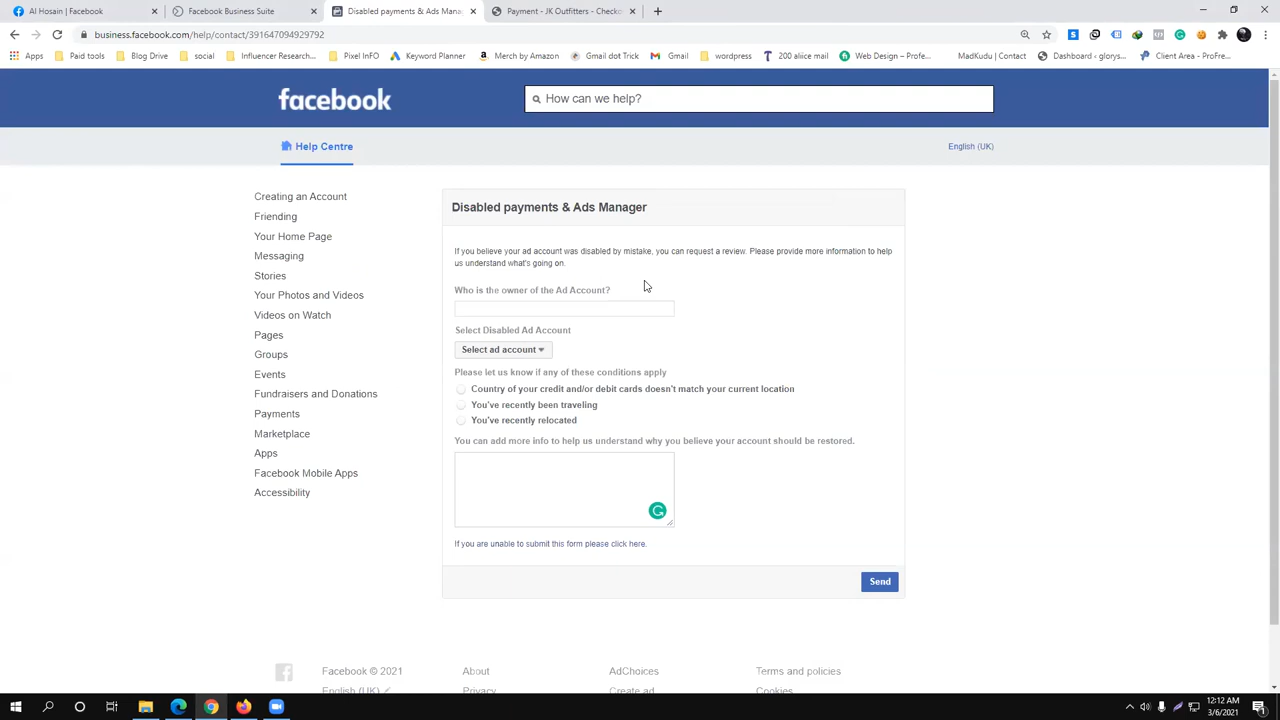 Al Hosain | Facebook
Facebook Business Suite
Disabled payments & Ads Mana
Payment - JK Outfitters - Checko
business.facebook.com/help/contact/391647094929792
Apps
Paid tools
Blog Drive
social
Influencer Research...
Pixel InFO
Keyword Planner
Merch by Amazon
Gmail dot Trick
Gmail
wordpress
200 aliice mail
Web Design – Profe...
MadKudu | Contact
Dashboard ‹ glorys...
Client Area - ProFre...
facebook
How can we help?
Help Centre
English (UK)
Creating an Account
Friending
Your Home Page
Messaging
Stories
Your Photos and Videos
Videos on Watch
Pages
Groups
Events
Fundraisers and Donations
Payments
Marketplace
Apps
Facebook Mobile Apps
Accessibility
Disabled payments & Ads Manager
If you believe your ad account was disabled by mistake, you can request a review. Please provide more information to help
us understand what's going on.
Who is the owner of the Ad Account?
Select Disabled Ad Account
Select ad account
Please let us know if any of these conditions apply
Country of your credit and/or debit cards doesn't match your current location
You've recently been traveling
You've recently relocated
You can add more info to help us understand why you believe your account should be restored.
If you are unable to submit this form please click here.
Send
Facebook © 2021
About
AdChoices
Terms and policies
English (UK)
Privacy
Create ad
Cookies
12:12 AM
3/6/2021